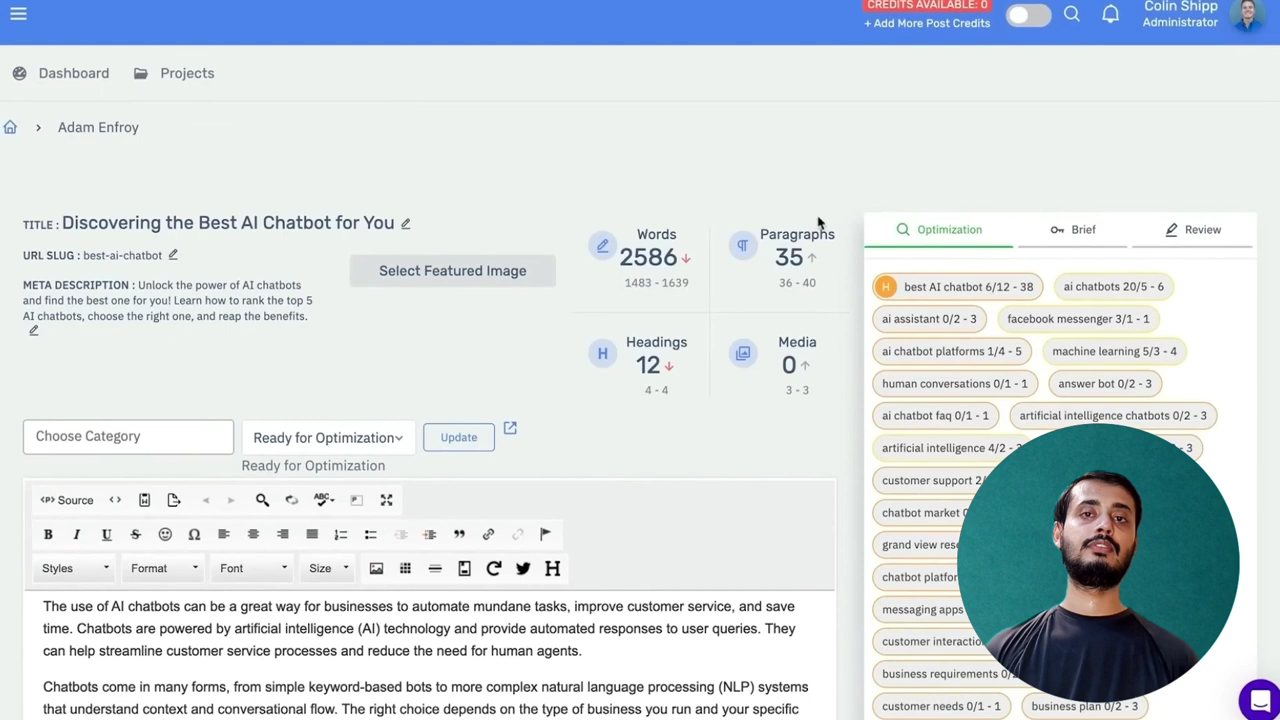 CREDITS AVAILABLE: 0
+ Add More Post Credits
Colin Shipp
Administrator
Dashboard
Projects
Adam Enfroy
TITLE : Discovering the Best AI Chatbot for You
URL SLUG : best-ai-chatbot
META DESCRIPTION : Unlock the power of AI chatbots
and find the best one for you! Learn how to rank the top 5
AI chatbots, choose the right one, and reap the benefits.
Select Featured Image
Words
2586
1483 - 1639
Paragraphs
35
36 - 40
H
Headings
12
4 - 4
Media
0
3 - 3
Choose Category
Ready for Optimization
Update
Ready for Optimization
Source
ABC
B I U S Ω
Styles Format Font Size H
The use of AI chatbots can be a great way for businesses to automate mundane tasks, improve customer service, and save
time. Chatbots are powered by artificial intelligence (AI) technology and provide automated responses to user queries. They
can help streamline customer service processes and reduce the need for human agents.
Chatbots come in many forms, from simple keyword-based bots to more complex natural language processing (NLP) systems
that understand context and conversational flow. The right choice depends on the type of business you run and your specific
Optimization
Brief
Review
H best AI chatbot 6/12 - 38 ai chatbots 20/5 - 6
ai assistant 0/2 - 3 facebook messenger 3/1 - 1
ai chatbot platforms 1/4 - 5 machine learning 5/3 - 4
human conversations 0/1 - 1 answer bot 0/2 - 3
ai chatbot faq 0/1 - 1 artificial intelligence chatbots 0/2 - 3
artificial intelligence 4/2 - 3
customer support 2/
chatbot market
grand view
chatbot
messaging apps
customer
business requirements 0/
customer needs 0/1 - 1 business plan 0/2 - 3